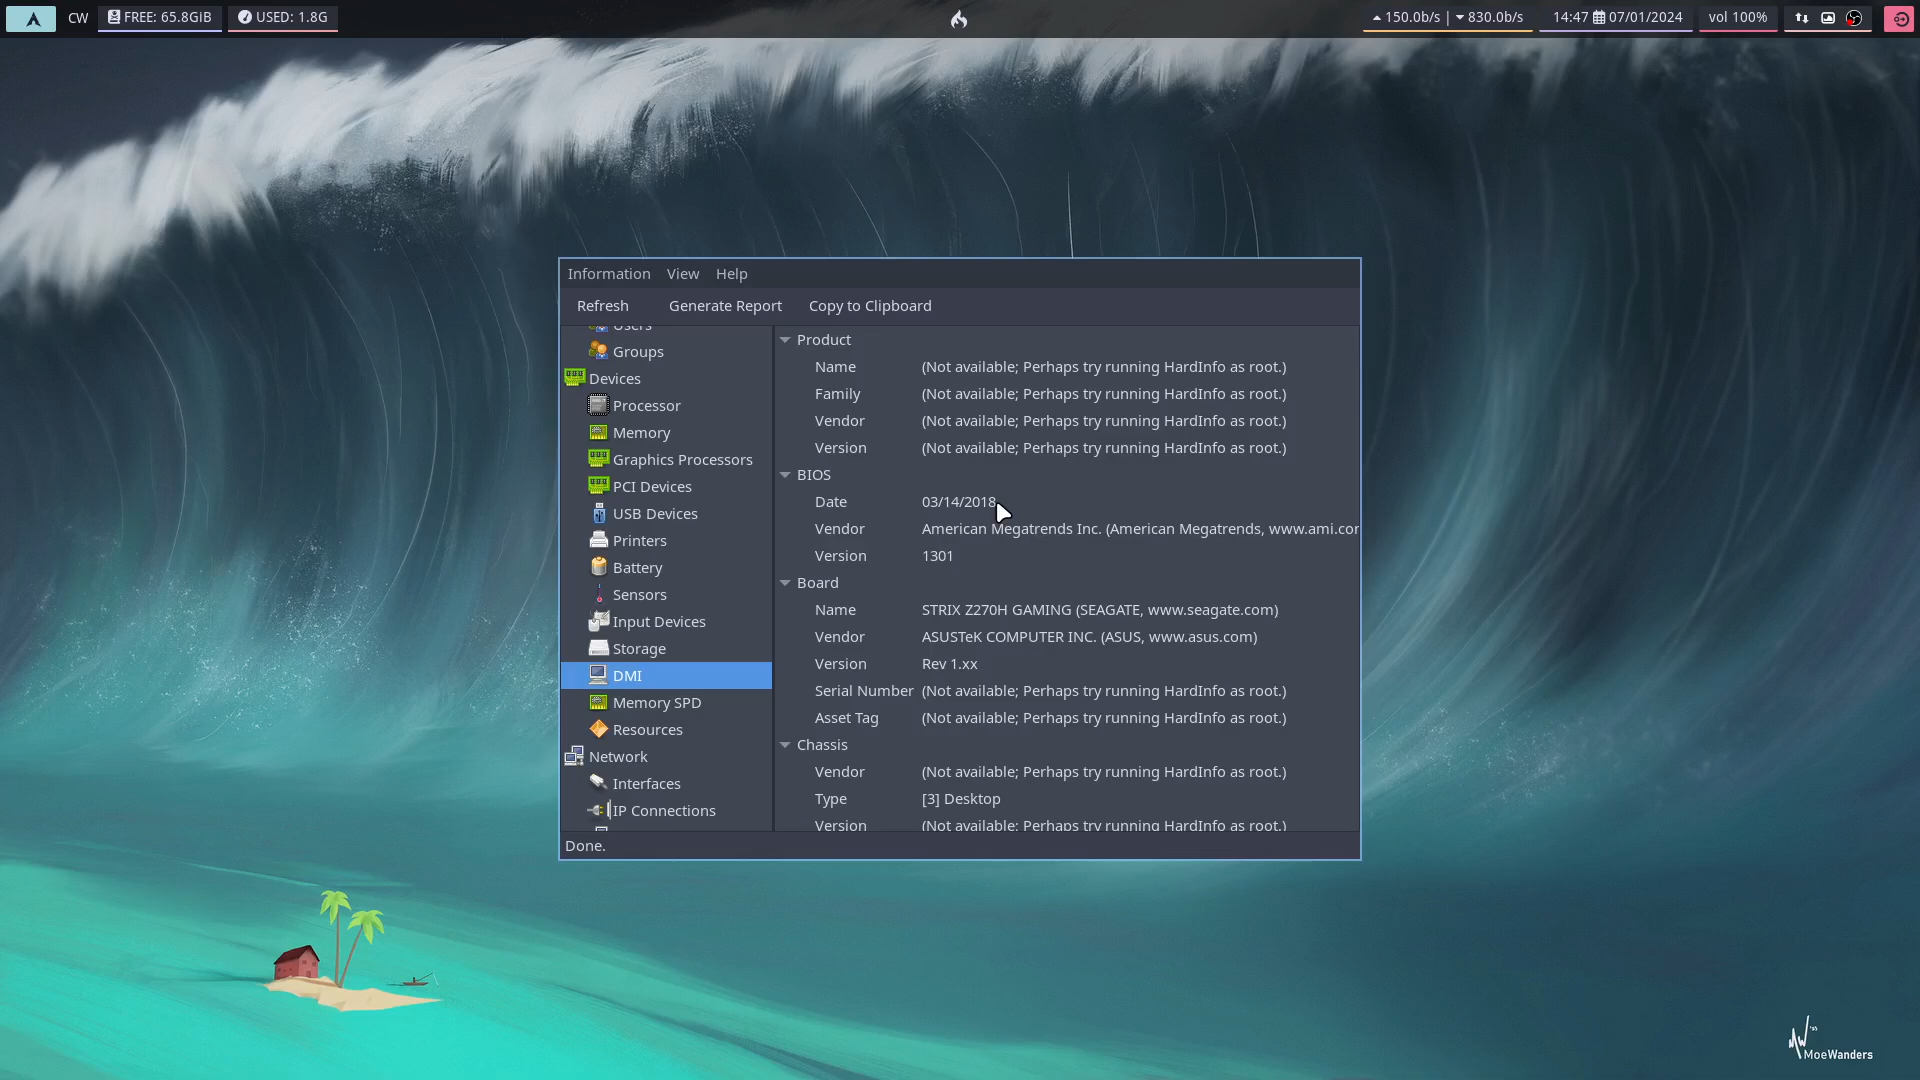 CW FREE: 65.8GIB USED: 1.8G 150.0b/s | 830.0b/s 14:47 07/01/2024 vol 100%
Information View Help
Refresh Generate Report Copy to Clipboard
Users
Groups
Devices
Processor
Memory
Graphics Processors
PCI Devices
USB Devices
Printers
Battery
Sensors
Input Devices
Storage
DMI
Memory SPD
Resources
Network
Interfaces
IP Connections
Product
Name (Not available; Perhaps try running HardInfo as root.)
Family (Not available; Perhaps try running HardInfo as root.)
Vendor (Not available; Perhaps try running HardInfo as root.)
Version (Not available; Perhaps try running HardInfo as root.)
BIOS
Date 03/14/2018
Vendor American Megatrends Inc. (American Megatrends, www.ami.cor
Version 1301
Board
Name STRIX Z270H GAMING (SEAGATE, www.seagate.com)
Vendor ASUSTeK COMPUTER INC. (ASUS, www.asus.com)
Version Rev 1.xx
Serial Number (Not available; Perhaps try running HardInfo as root.)
Asset Tag (Not available; Perhaps try running HardInfo as root.)
Chassis
Vendor (Not available; Perhaps try running HardInfo as root.)
Type [3] Desktop
Version (Not available; Perhaps try running HardInfo as root.)
Done.
MoeWanders